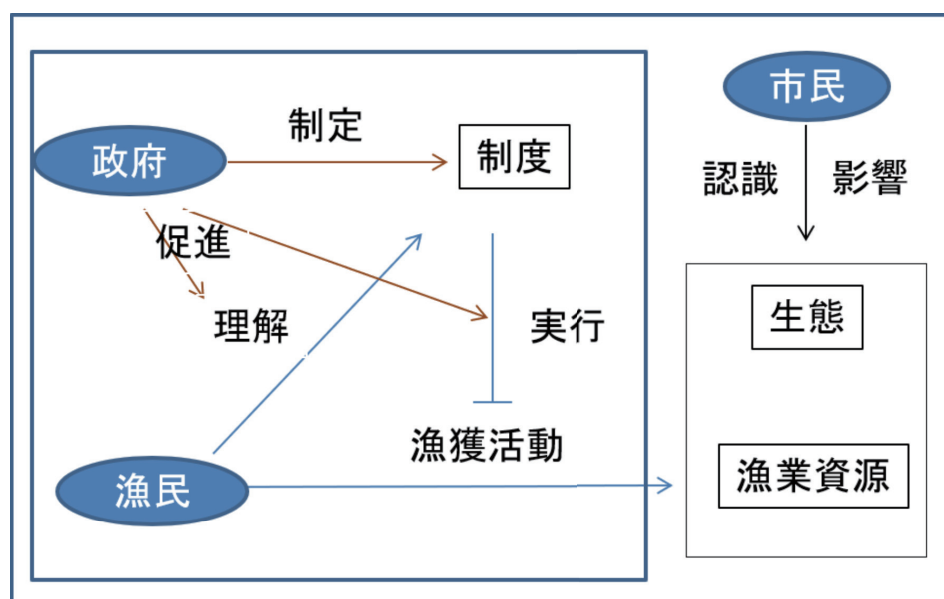 市民
制定
政府
制度
認識
影響
促進
生態
理解
実行
漁獲活動
漁民
漁業資源